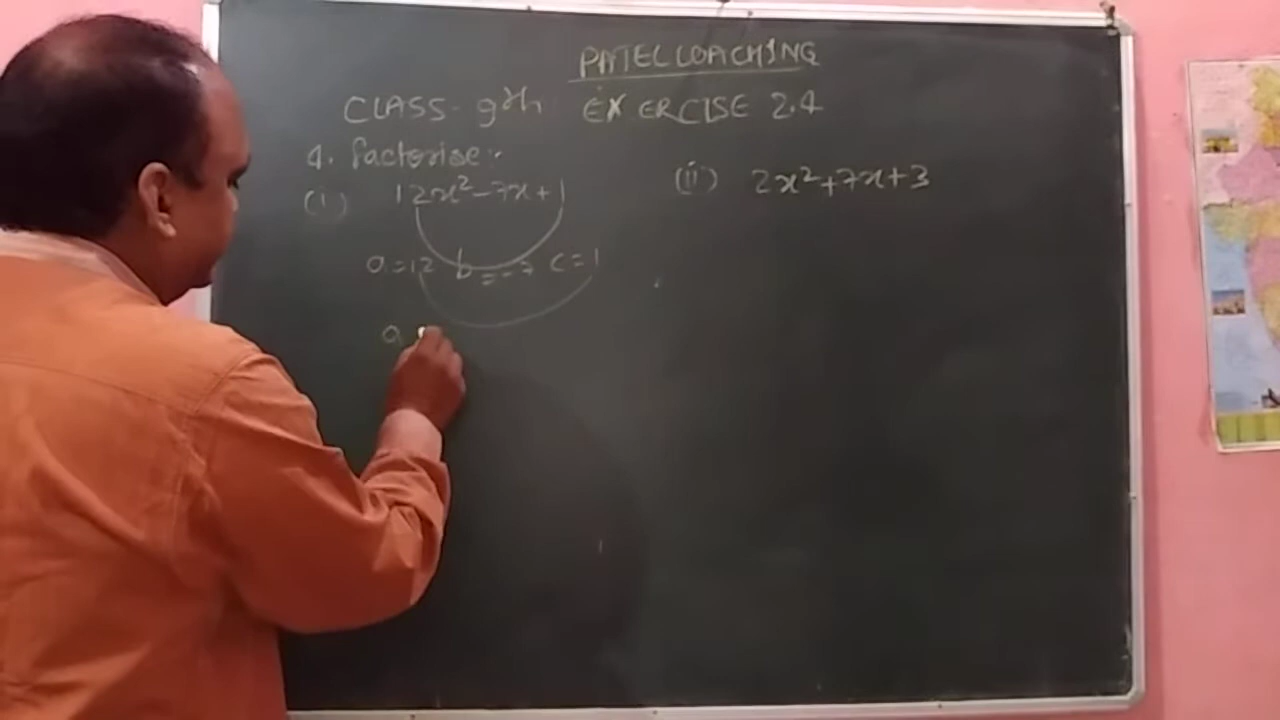 PATEL COACHING
CLASS- 9th EXERCISE 2.4
4. factorise:-
(i) 12x²-7x+1
(ii) 2x²+7x+3
a=12 b=-7 c=1
a